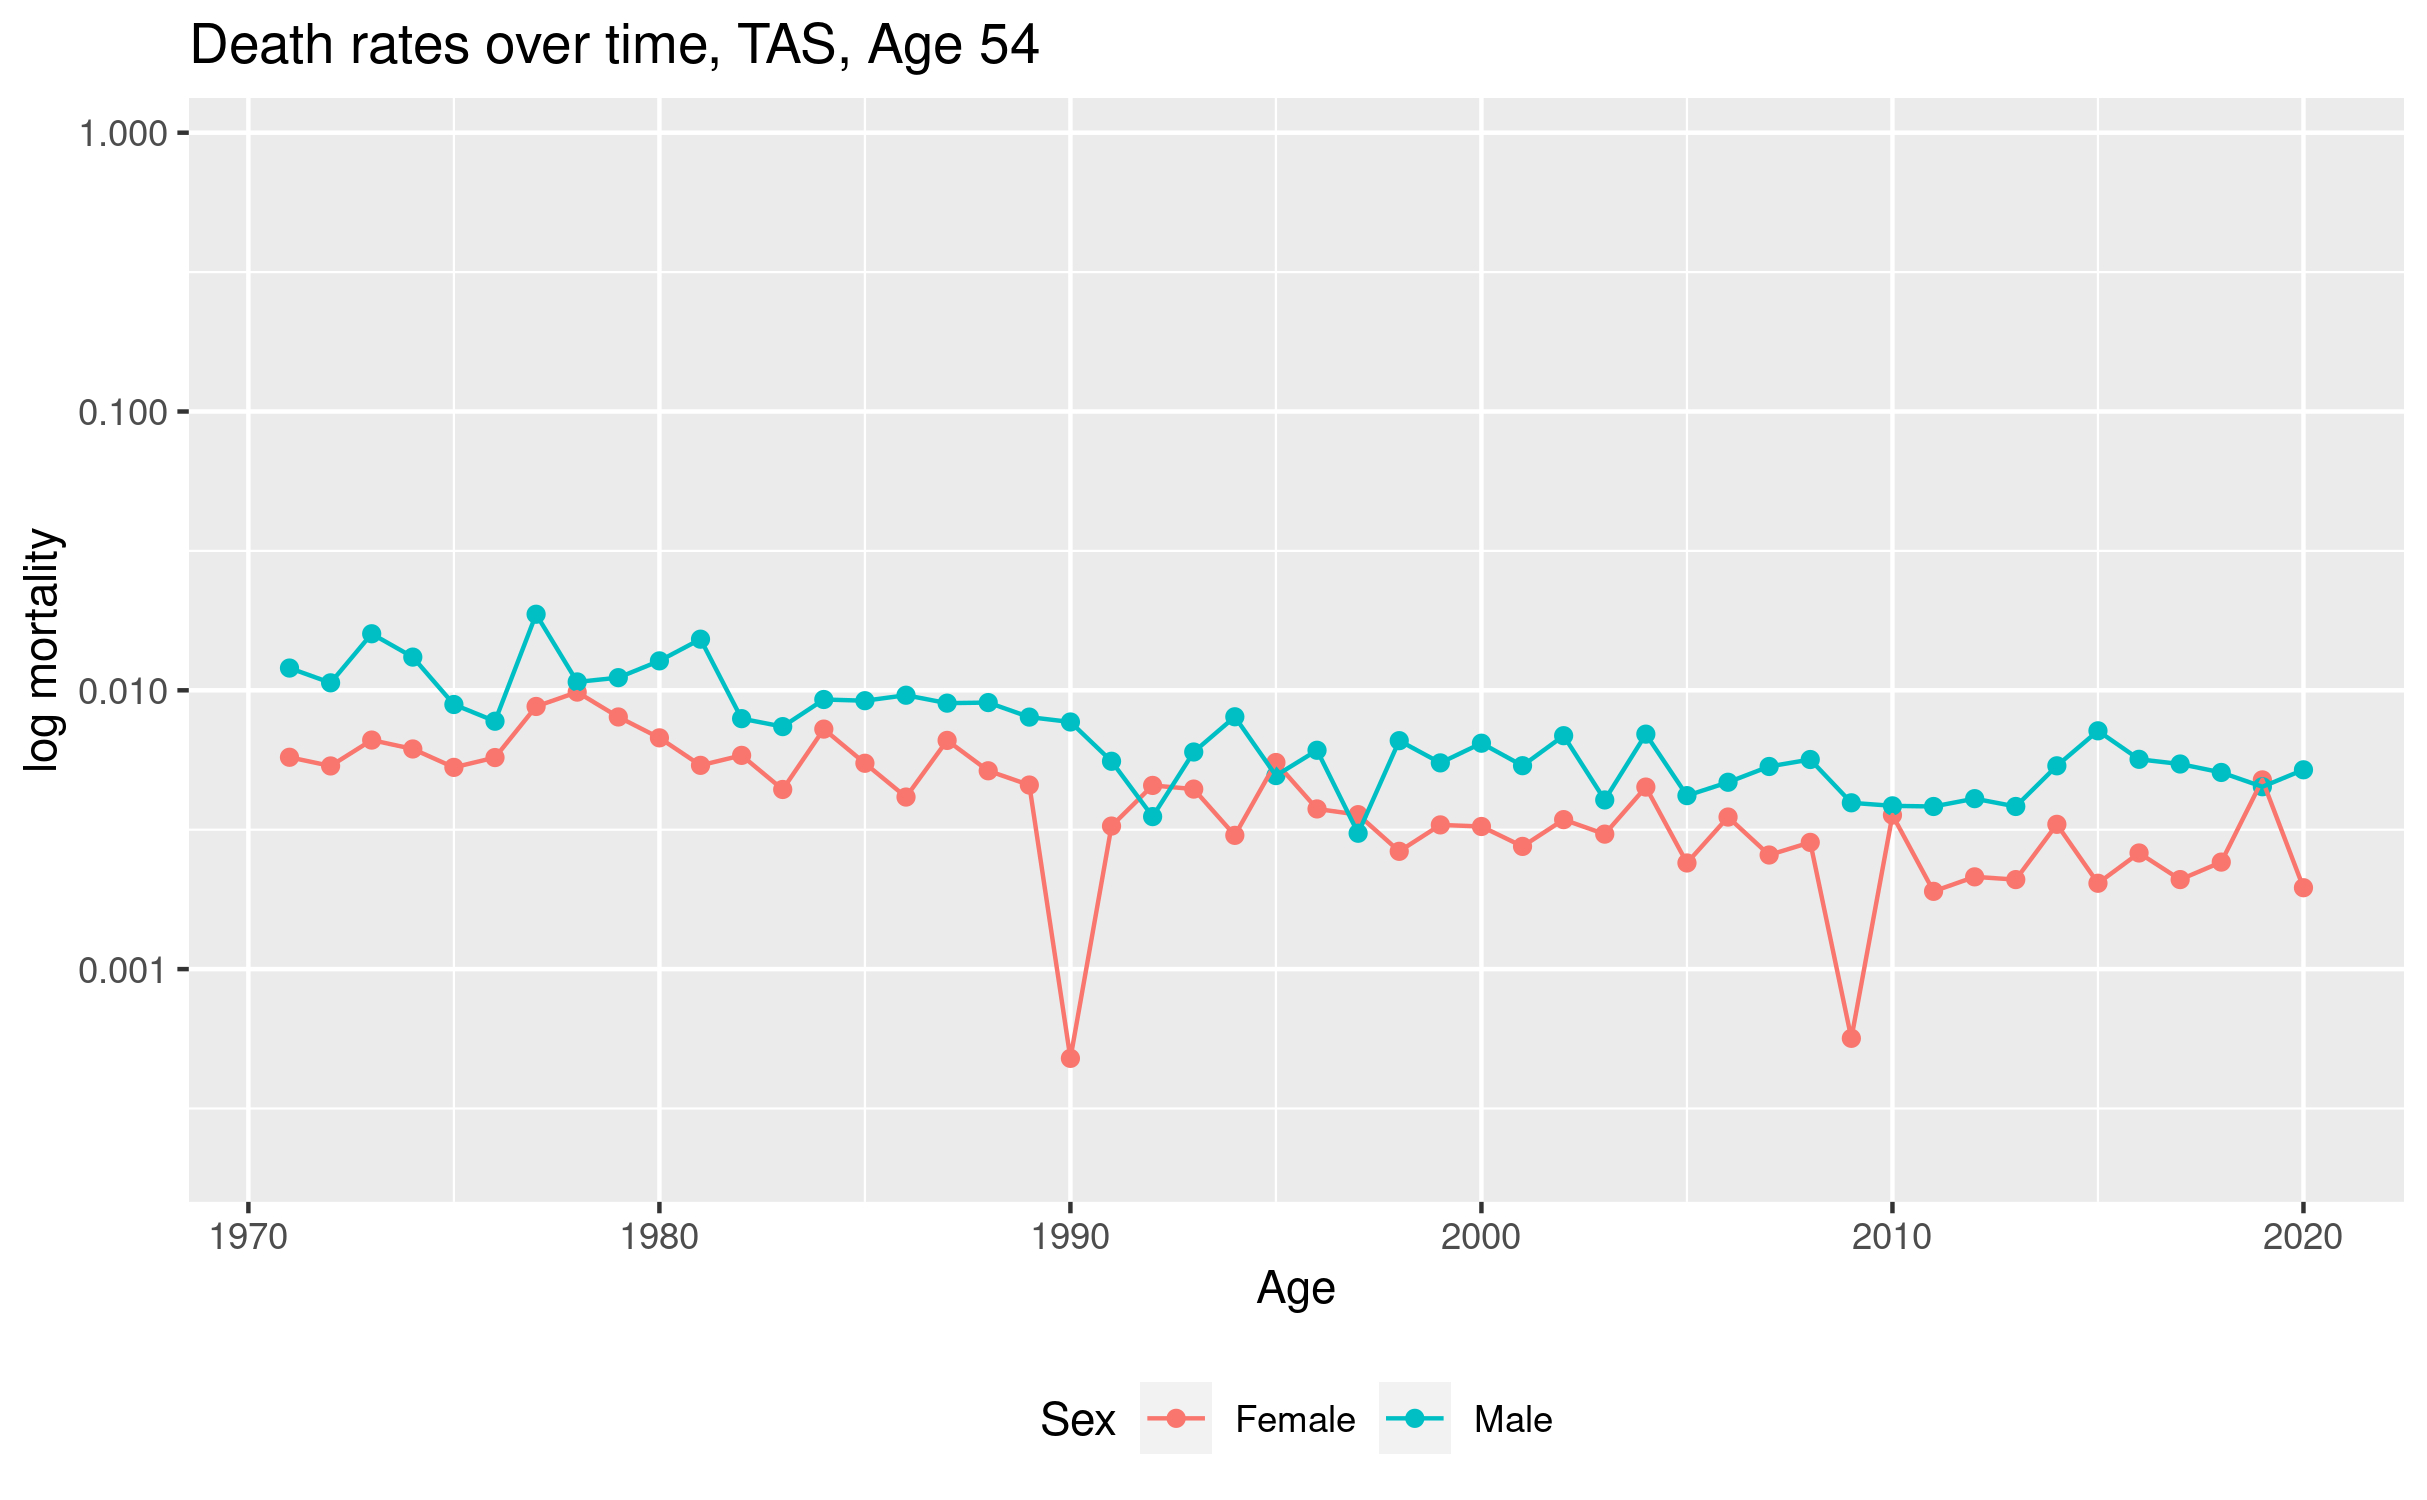 Death rates over time, TAS, Age 54
log mortality
1.000
0.100
0.010
0.001
1970 1980 1990 2000 2010 2020
Age
Sex Female Male